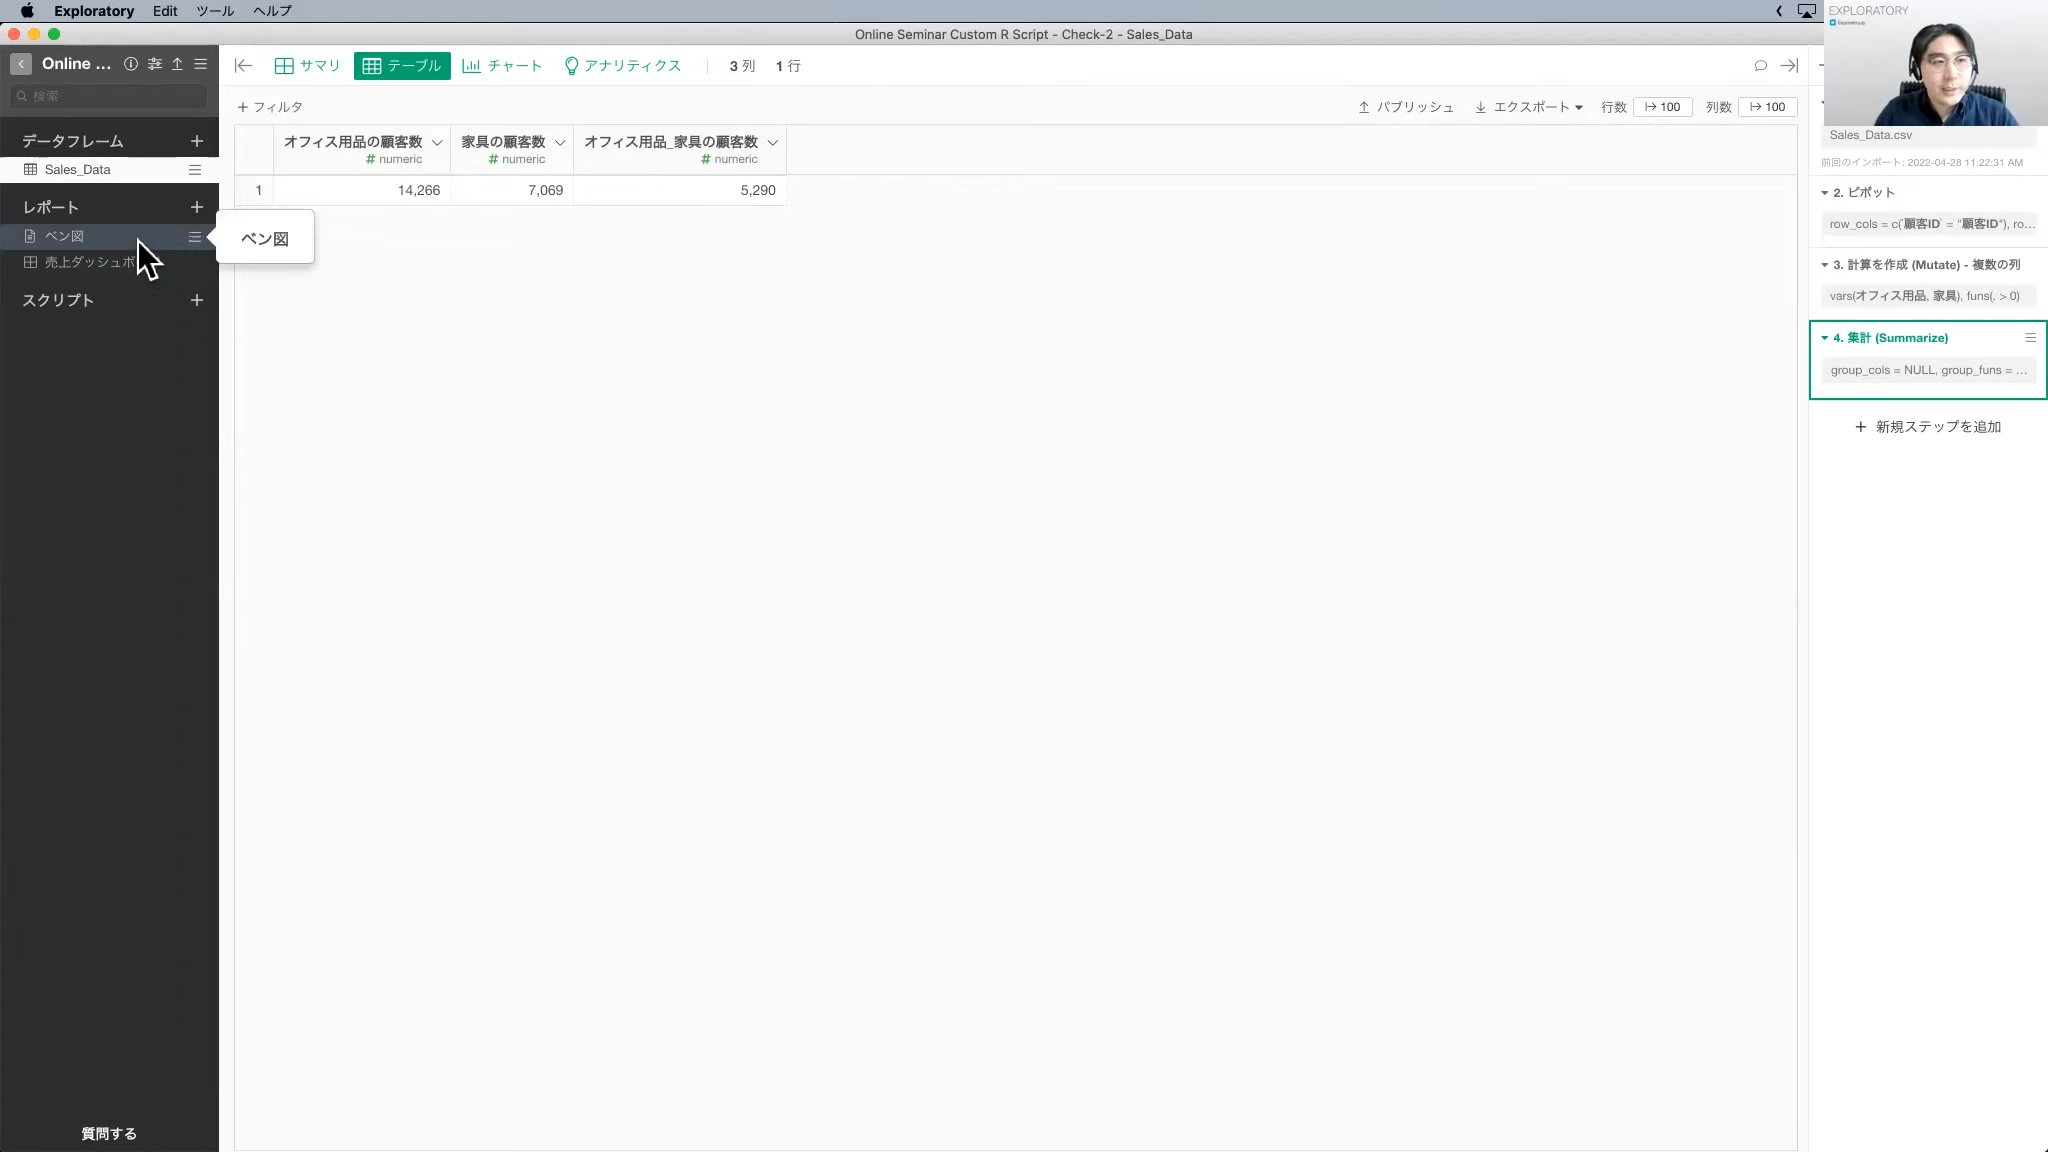 Exploratory Edit ツール ヘルプ
Online Seminar Custom R Script - Check-2 - Sales_Data
EXPLORATORY
Online ...
検索
データフレーム
Sales_Data
レポート
ベン図
売上ダッシュボ
スクリプト
質問する
ベン図
サマリ テーブル チャート アナリティクス 3 列 1 行
フィルタ パブリッシュ エクスポート 行数 100 列数 100
オフィス用品の顧客数 家具の顧客数 オフィス用品_家具の顧客数
# numeric # numeric # numeric
1 14,266 7,069 5,290
Sales_Data.csv
前回のインポート: 2022-04-28 11:22:31 AM
2. ピボット
row_cols = c(`顧客ID` = "顧客ID"), ro...
3. 計算を作成 (Mutate) - 複数の列
vars(オフィス用品, 家具), funs(. > 0)
4. 集計 (Summarize)
group_cols = NULL, group_funs = ...
+ 新規ステップを追加